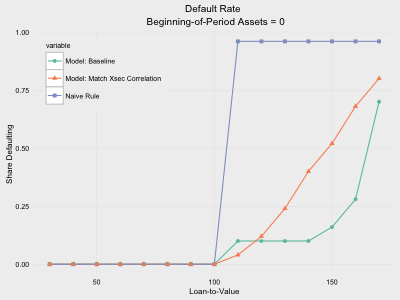 Default Rate
Beginning-of-Period Assets = 0
1.00
0.75
0.50
0.25
0.00
Share Defaulting
variable
Model: Baseline
Model: Match Xsec Correlation
Naive Rule
50
100
150
Loan-to-Value